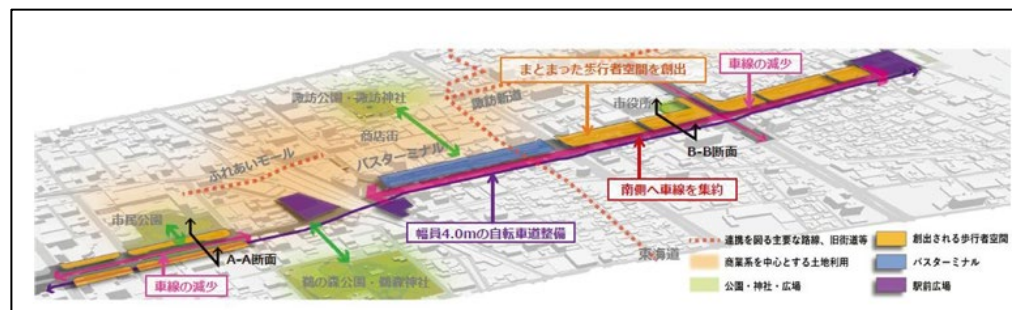 まとまった歩行者空間を創出
車線の減少
諏訪公園・諏訪神社
諏訪新道
市役所
商店街
バスターミナル
B-B断面
ふれあいモール
南側へ車線を集約
市民公園
幅員4.0mの自転車道整備
A-A断面
東海道
車線の減少
鵜の森公園・鵜森神社
連携を図る主要な路線、旧街道等
創出される歩行者空間
商業系を中心とする土地利用
バスターミナル
公園・神社・広場
駅前広場